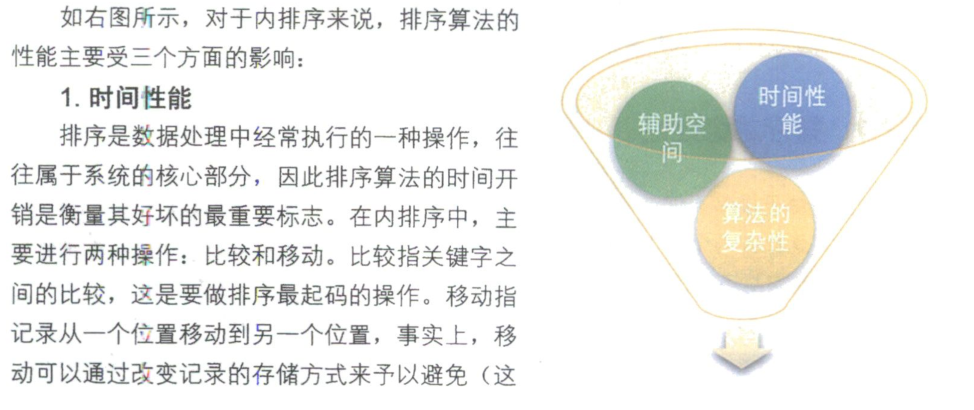 如右图所示，对于内排序来说，排序算法的
性能主要受三个方面的影响：
1. 时间性能
排序是数据处理中经常执行的一种操作，往
往属于系统的核心部分，因此排序算法的时间开
销是衡量其好坏的最重要标志。在内排序中，主
要进行两种操作：比较和移动。比较指关键字之
间的比较，这是要做排序最起码的操作。移动指
记录从一个位置移动到另一个位置，事实上，移
动可以通过改变记录的存储方式来予以避免（这
辅助空
间
时间性
能
算法的
复杂性